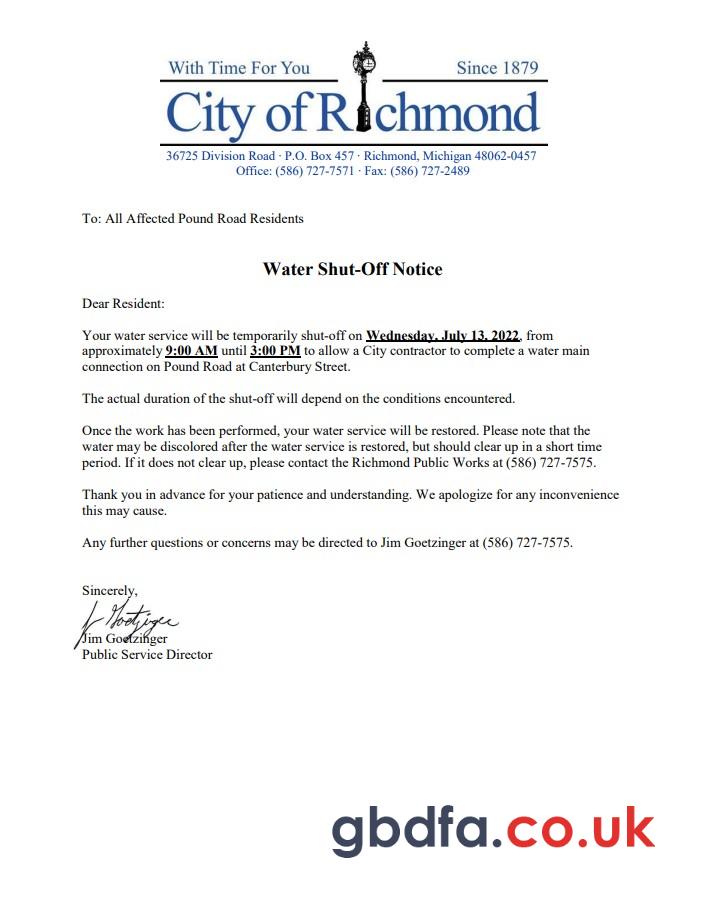 With Time For You Since 1879
City of Richmond
36725 Division Road · P.O. Box 457 · Richmond, Michigan 48062-0457
Office: (586) 727-7571 · Fax: (586) 727-2489
To: All Affected Pound Road Residents
Water Shut-Off Notice
Dear Resident:
Your water service will be temporarily shut-off on Wednesday, July 13, 2022, from
approximately 9:00 AM until 3:00 PM to allow a City contractor to complete a water main
connection on Pound Road at Canterbury Street.
The actual duration of the shut-off will depend on the conditions encountered.
Once the work has been performed, your water service will be restored. Please note that the
water may be discolored after the water service is restored, but should clear up in a short time
period. If it does not clear up, please contact the Richmond Public Works at (586) 727-7575.
Thank you in advance for your patience and understanding. We apologize for any inconvenience
this may cause.
Any further questions or concerns may be directed to Jim Goetzinger at (586) 727-7575.
Sincerely,
J Goetzinger
Jim Goetzinger
Public Service Director
gbdfa.co.uk